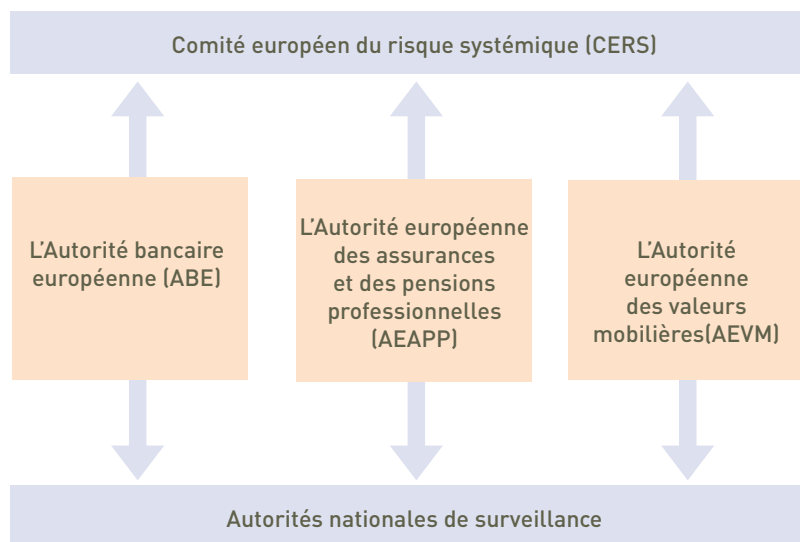 Comité européen du risque systémique (CERS)
L'Autorité bancaire
européenne (ABE)
L'Autorité européenne
des assurances
et des pensions
professionnelles
(AEAPP)
L'Autorité
européenne
des valeurs
mobilières(AEVM)
Autorités nationales de surveillance